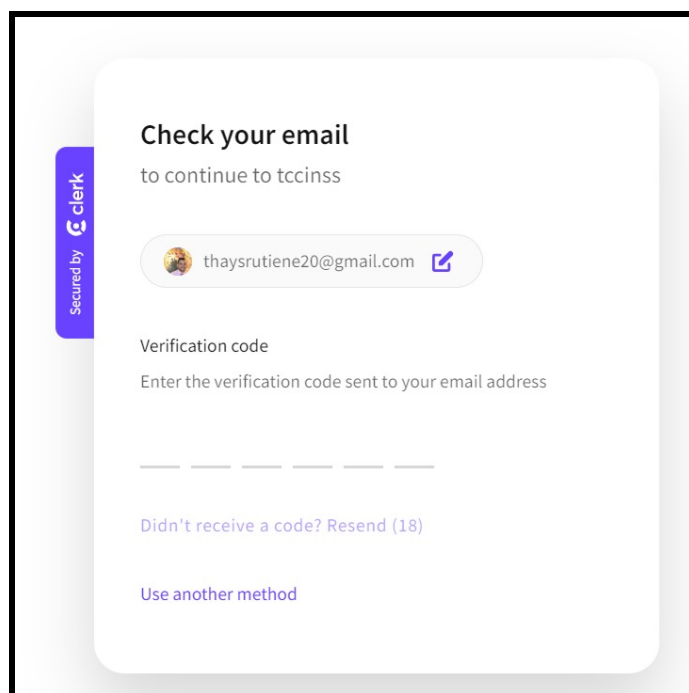 Check your email
to continue to tccinss
Secured by clerk
thaysrutiene20@gmail.com
Verification code
Enter the verification code sent to your email address
Didn't receive a code? Resend (18)
Use another method